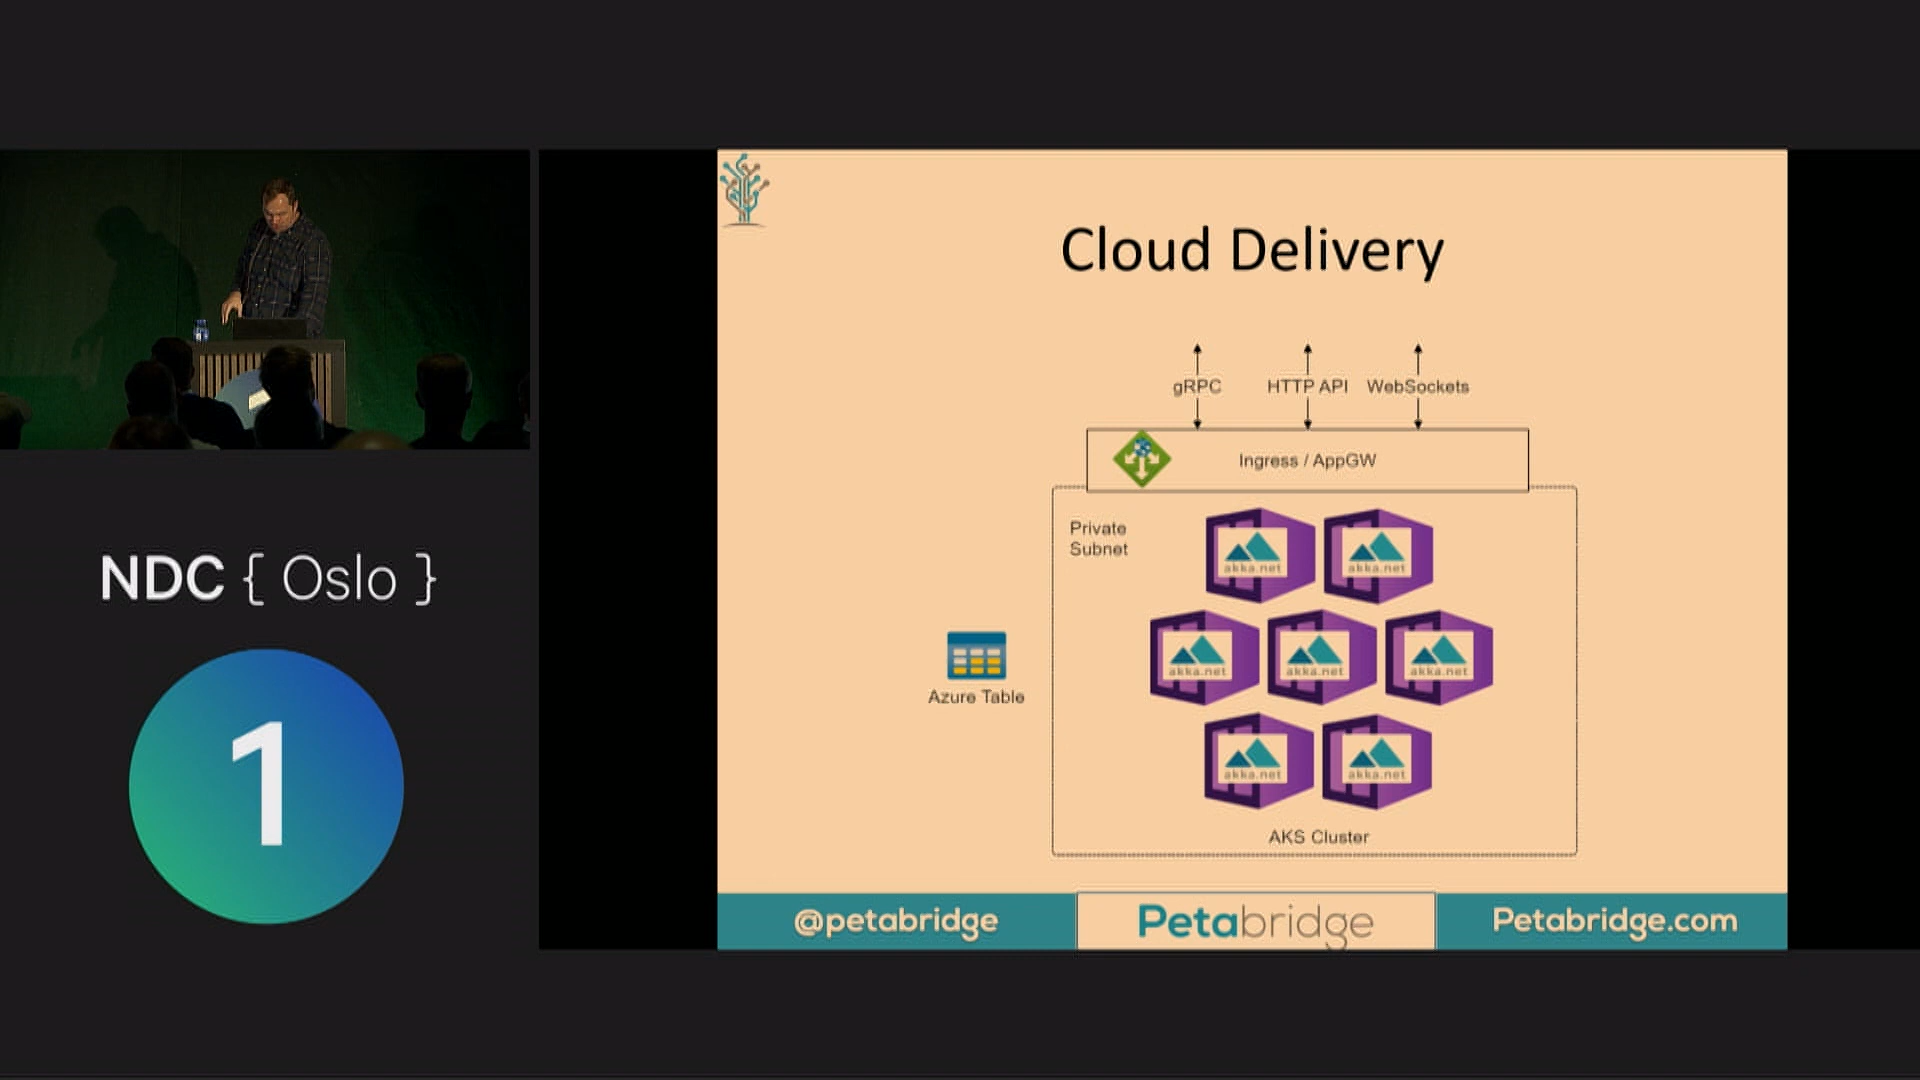 NDC { Oslo }
1
Cloud Delivery
gRPC
HTTP API
WebSockets
Ingress / AppGW
Private
Subnet
akka.net
akka.net
akka.net
akka.net
akka.net
akka.net
akka.net
Azure Table
AKS Cluster
@petabridge
Petabridge
Petabridge.com